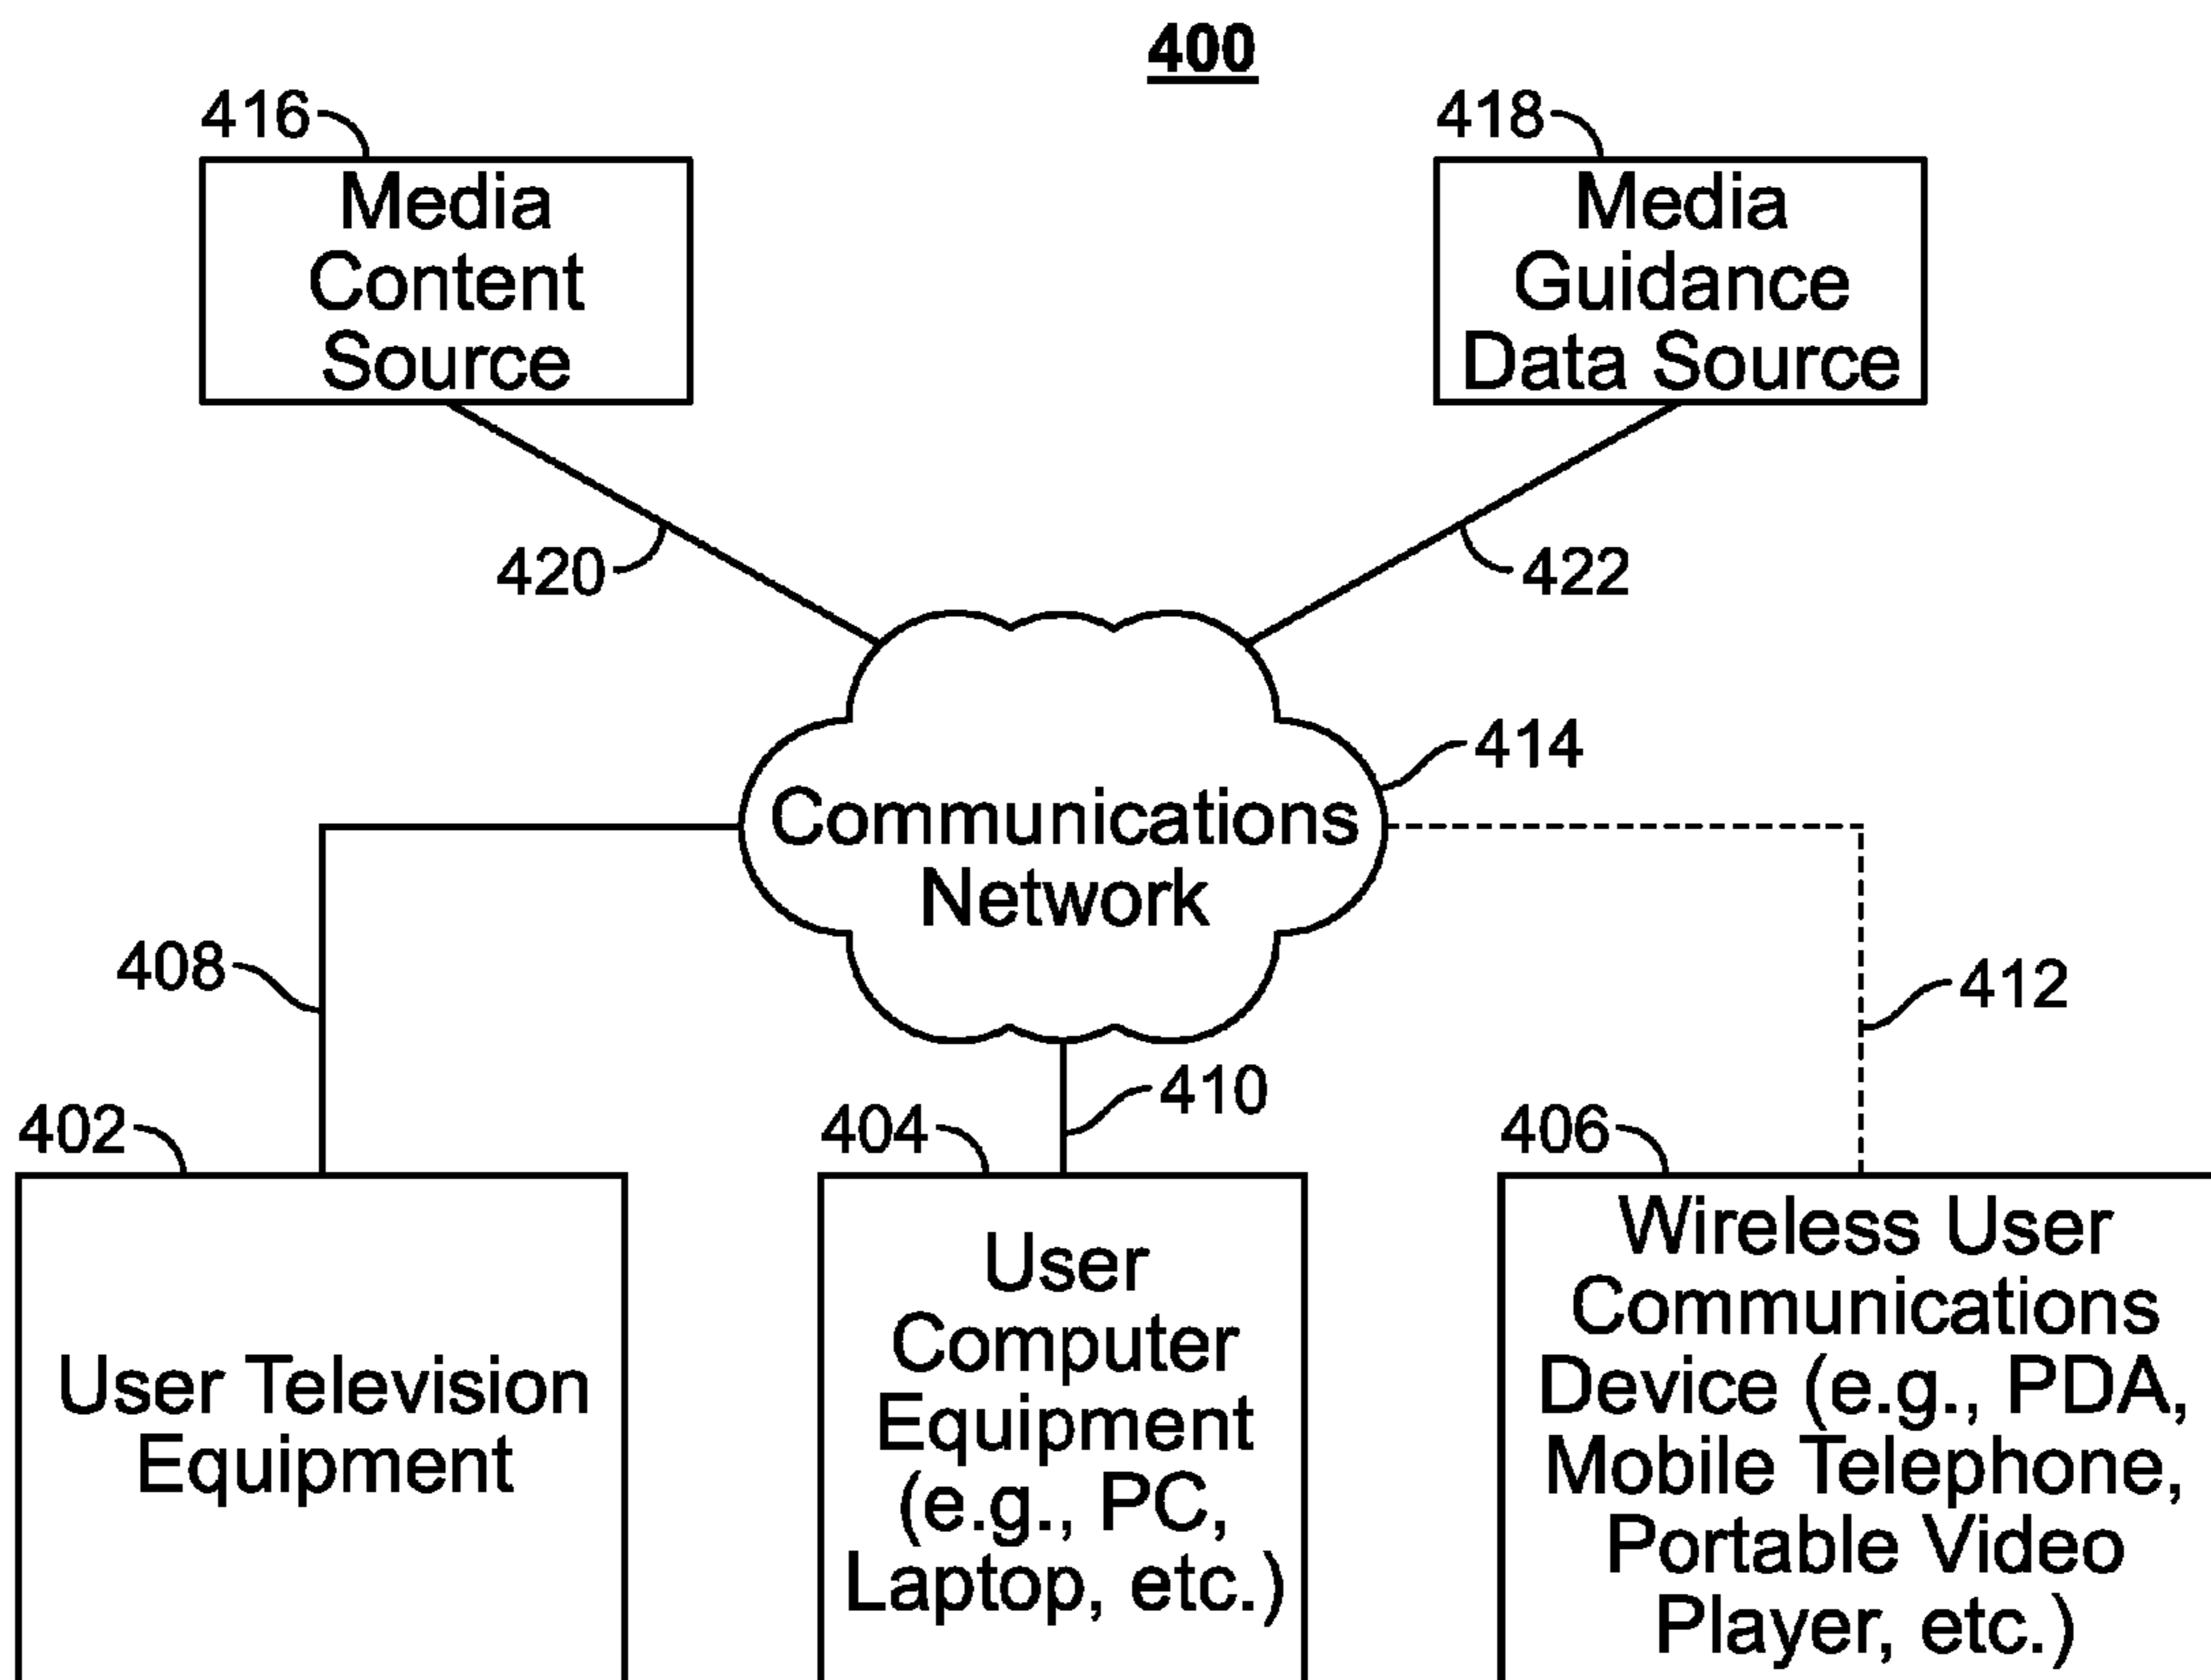 400
416
418
Media
Content
Source
Media
Guidance
Data Source
420
422
414
Communications
Network
408
412
410
402
404
406
User Television
Equipment
User
Computer
Equipment
(e.g., PC,
Laptop, etc.)
Wireless User
Communications
Device (e.g., PDA,
Mobile Telephone,
Portable Video
Player, etc.)